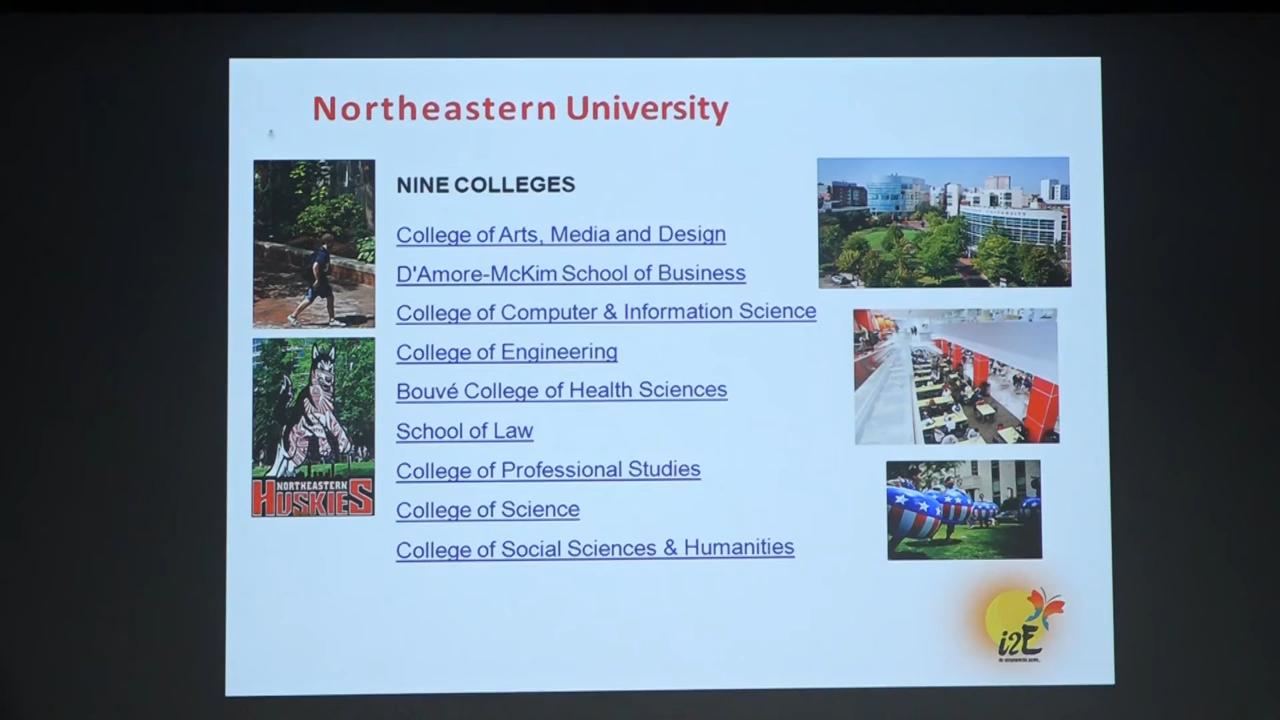 Northeastern University
NINE COLLEGES
College of Arts, Media and Design
D'Amore-McKim School of Business
College of Computer & Information Science
College of Engineering
Bouvé College of Health Sciences
School of Law
College of Professional Studies
College of Science
College of Social Sciences & Humanities
NORTHEASTERN
HUSKIES
UNIVERSITY
i2E